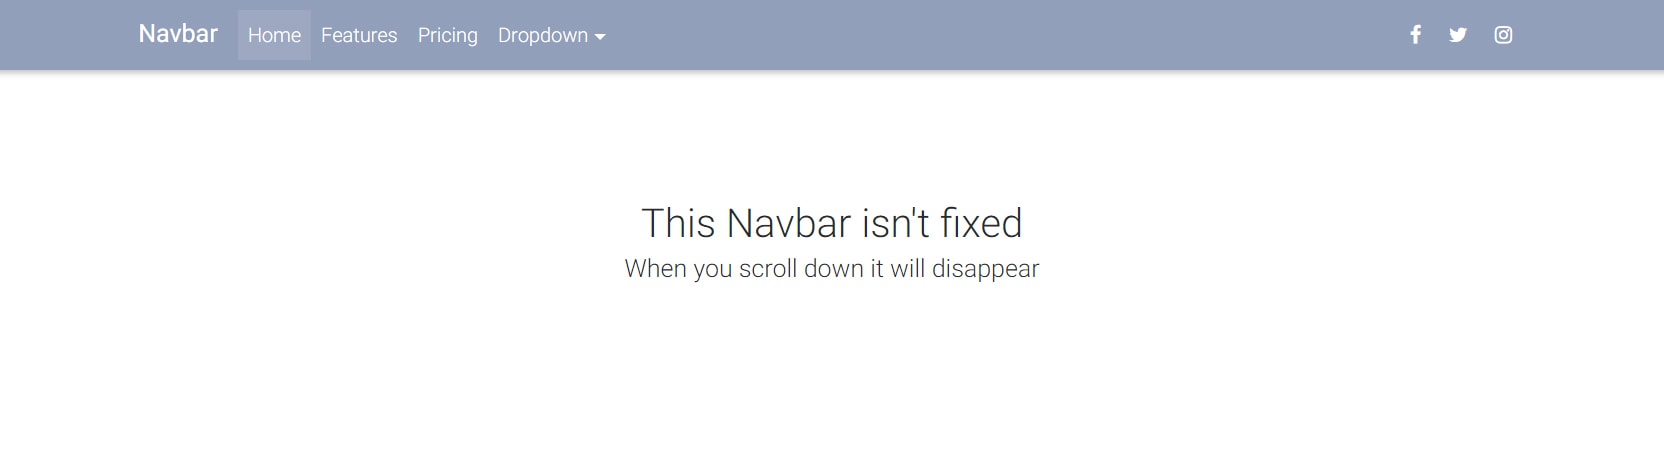 Navbar Home Features Pricing Dropdown
This Navbar isn't fixed
When you scroll down it will disappear